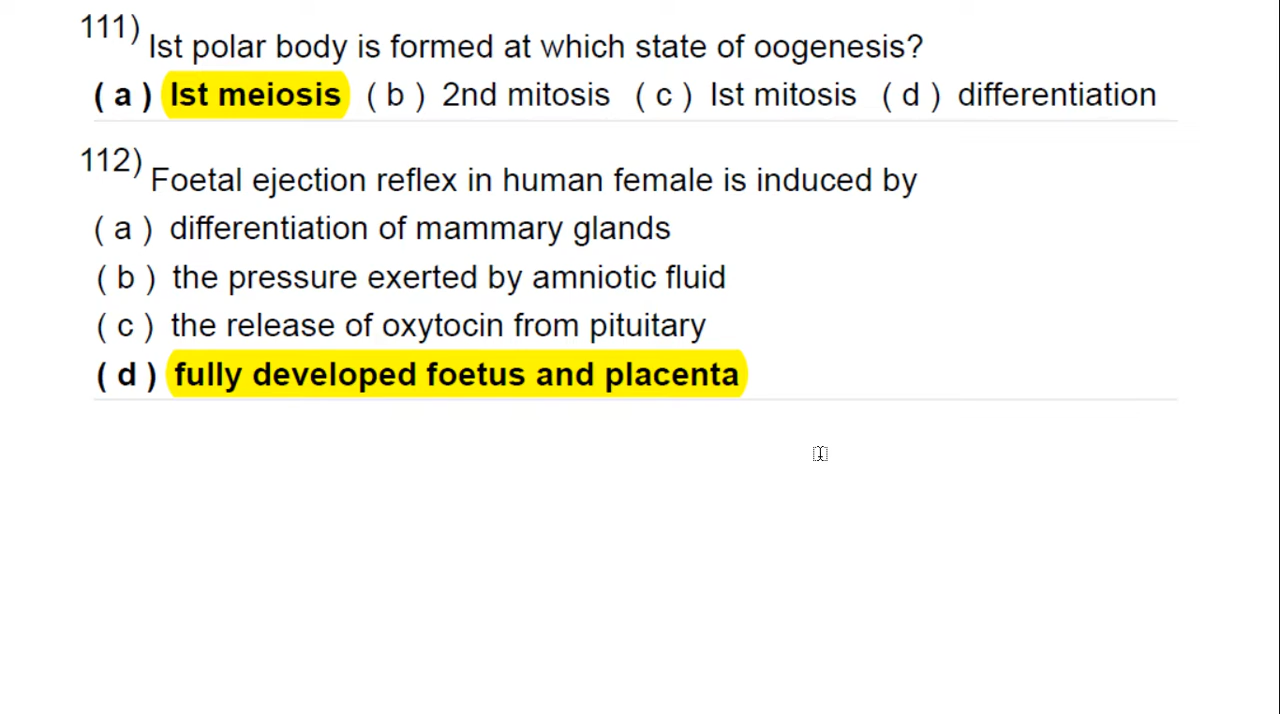 111) Ist polar body is formed at which state of oogenesis?
( a ) Ist meiosis ( b ) 2nd mitosis ( c ) Ist mitosis ( d ) differentiation
112) Foetal ejection reflex in human female is induced by
( a ) differentiation of mammary glands
( b ) the pressure exerted by amniotic fluid
( c ) the release of oxytocin from pituitary
( d ) fully developed foetus and placenta